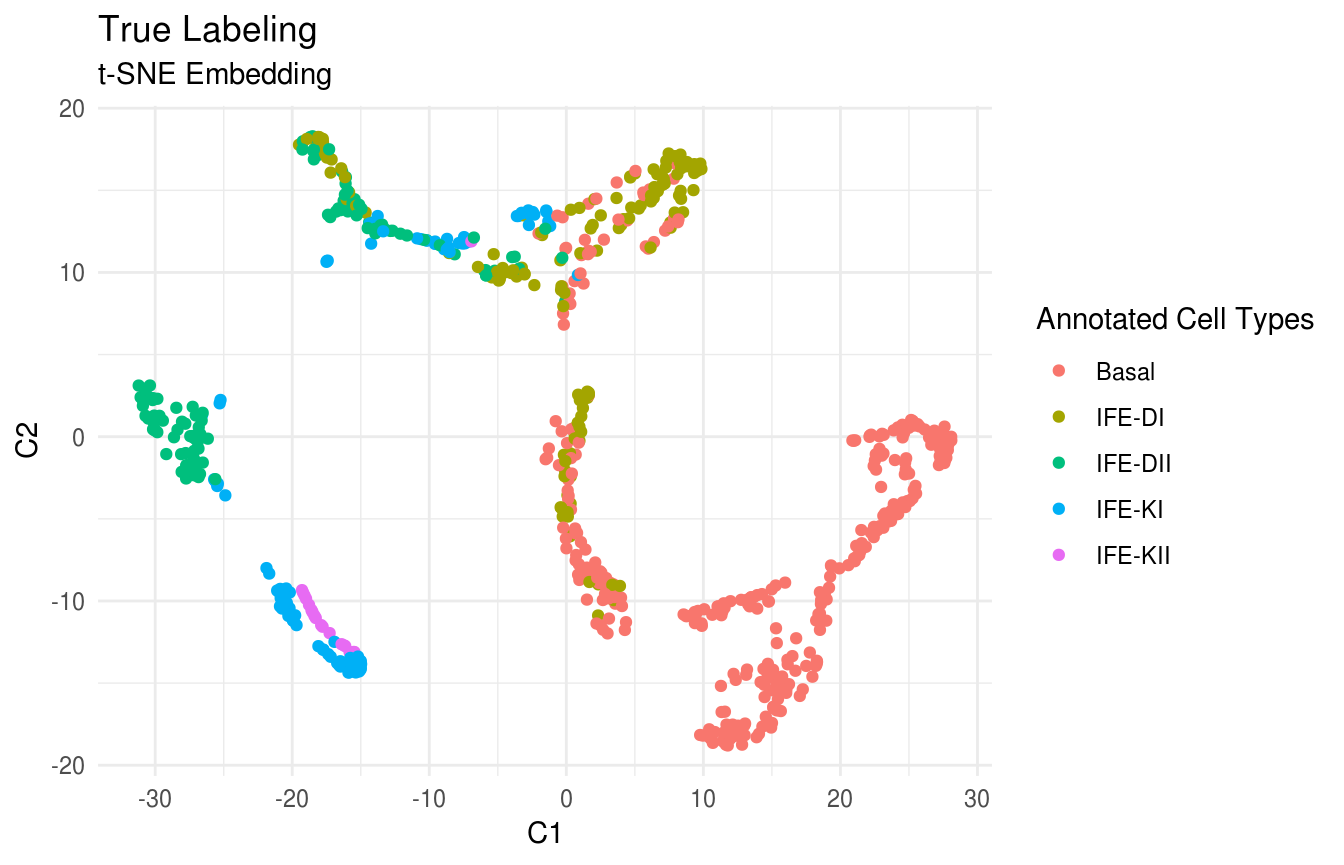 True Labeling
t-SNE Embedding
20
10
0
-10
-20
C2
-30
-20
-10
0
10
20
30
C1
Annotated Cell Types
Basal
IFE-DI
IFE-DII
IFE-KI
IFE-KII